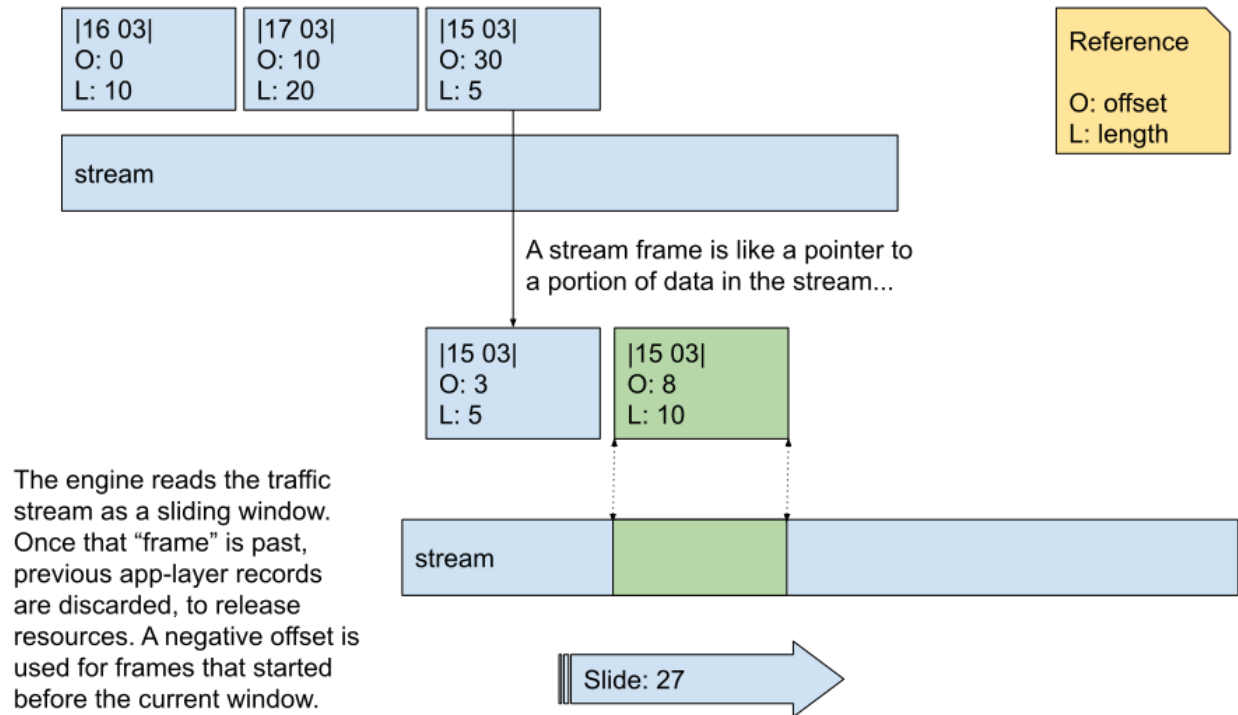 |16 03|
O: 0
L: 10
|17 03|
O: 10
L: 20
|15 03|
O: 30
L: 5
Reference
O: offset
L: length
stream
A stream frame is like a pointer to
a portion of data in the stream...
|15 03|
O: 3
L: 5
|15 03|
O: 8
L: 10
The engine reads the traffic
stream as a sliding window.
Once that “frame” is past,
previous app-layer records
are discarded, to release
resources. A negative offset is
used for frames that started
before the current window.
stream
Slide: 27